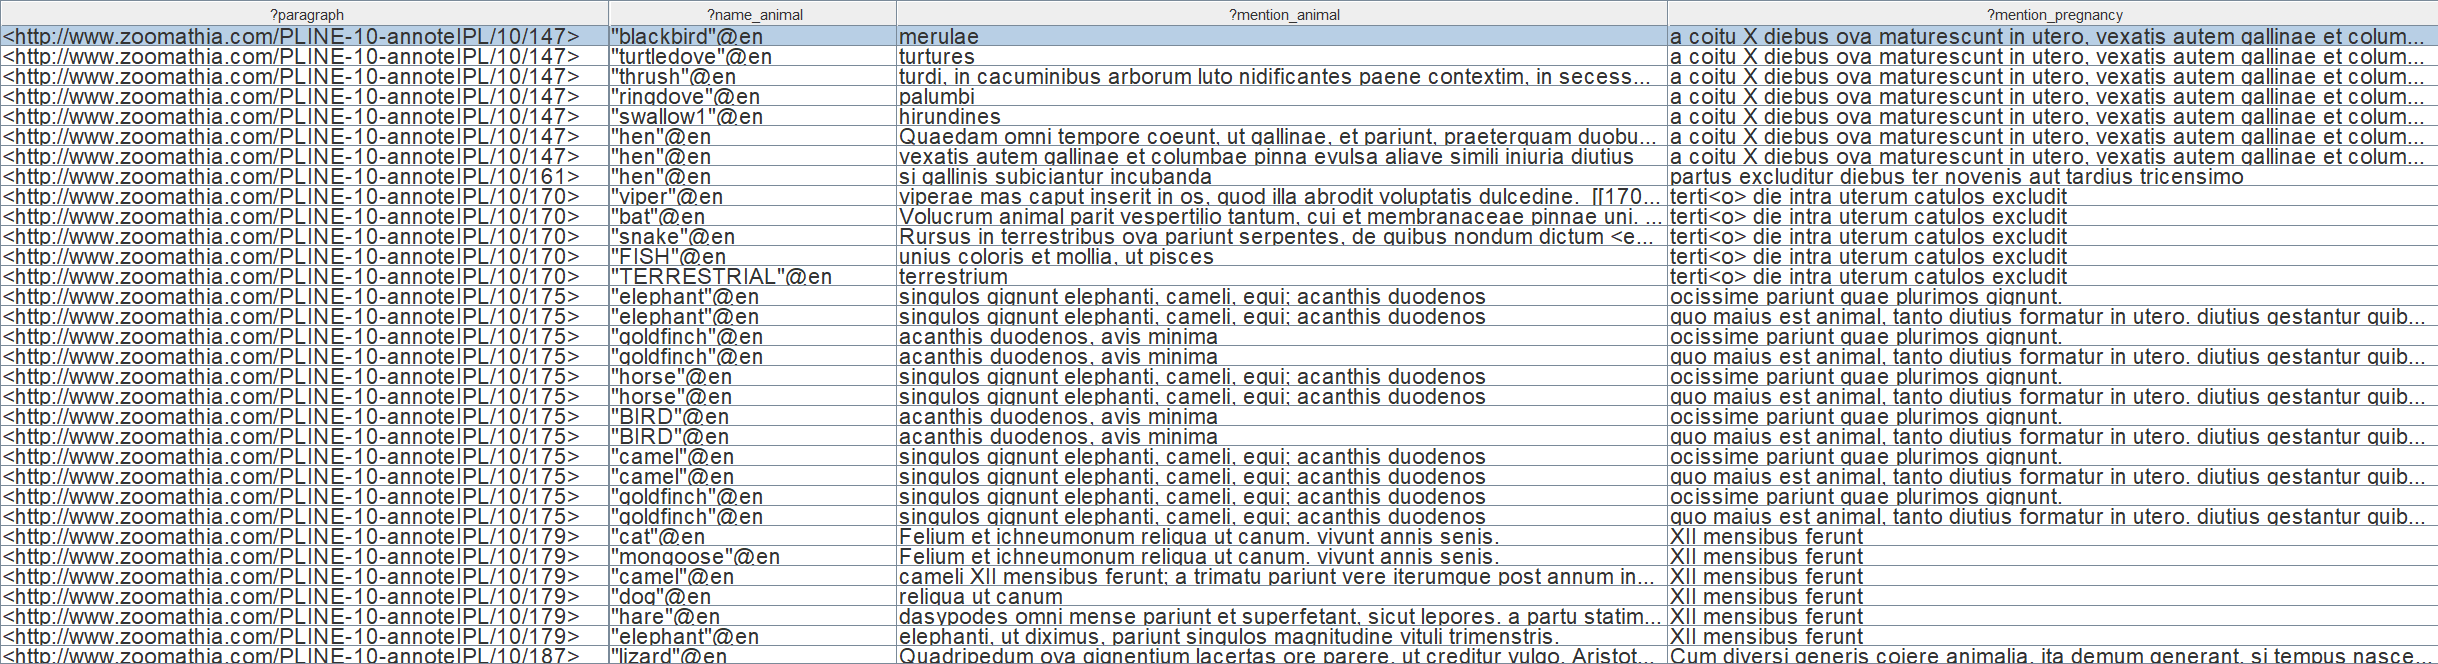 ?paragraph ?name_animal ?mention_animal ?mention_pregnancy
<http://www.zoomathia.com/PLINE-10-annoteIPL/10/147> "blackbird"@en merulae a coitu X diebus ova maturescunt in utero, vexatis autem gallinae et colum...
<http://www.zoomathia.com/PLINE-10-annoteIPL/10/147> "turtledove"@en turtures a coitu X diebus ova maturescunt in utero, vexatis autem gallinae et colum...
<http://www.zoomathia.com/PLINE-10-annoteIPL/10/147> "thrush"@en turdi, in cacuminibus arborum luto nidificantes paene contextim, in secess... a coitu X diebus ova maturescunt in utero, vexatis autem gallinae et colum...
<http://www.zoomathia.com/PLINE-10-annoteIPL/10/147> "ringdove"@en palumbi a coitu X diebus ova maturescunt in utero, vexatis autem gallinae et colum...
<http://www.zoomathia.com/PLINE-10-annoteIPL/10/147> "swallow1"@en hirundines a coitu X diebus ova maturescunt in utero, vexatis autem gallinae et colum...
<http://www.zoomathia.com/PLINE-10-annoteIPL/10/147> "hen"@en Quaedam omni tempore coeunt, ut gallinae, et pariunt, praeterquam duobu... a coitu X diebus ova maturescunt in utero, vexatis autem gallinae et colum...
<http://www.zoomathia.com/PLINE-10-annoteIPL/10/147> "hen"@en vexatis autem gallinae et columbae pinna evulsa aliave simili iniuria diutius a coitu X diebus ova maturescunt in utero, vexatis autem gallinae et colum...
<http://www.zoomathia.com/PLINE-10-annoteIPL/10/161> "hen"@en si gallinis subiciantur incubanda partus excluditur diebus ter novenis aut tardius tricensimo
<http://www.zoomathia.com/PLINE-10-annoteIPL/10/170> "viper"@en viperae mas caput inserit in os, quod illa abrodit voluptatis dulcedine. [[170... terti<o> die intra uterum catulos excludit
<http://www.zoomathia.com/PLINE-10-annoteIPL/10/170> "bat"@en Volucrum animal parit vespertilio tantum, cui et membranaceae pinnae uni. ... terti<o> die intra uterum catulos excludit
<http://www.zoomathia.com/PLINE-10-annoteIPL/10/170> "snake"@en Rursus in terrestribus ova pariunt serpentes, de quibus nondum dictum <e... terti<o> die intra uterum catulos excludit
<http://www.zoomathia.com/PLINE-10-annoteIPL/10/170> "FISH"@en unius coloris et mollia, ut pisces terti<o> die intra uterum catulos excludit
<http://www.zoomathia.com/PLINE-10-annoteIPL/10/170> "TERRESTRIAL"@en terrestrium terti<o> die intra uterum catulos excludit
<http://www.zoomathia.com/PLINE-10-annoteIPL/10/175> "elephant"@en singulos gignunt elephanti, cameli, equi; acanthis duodenos ocissime pariunt quae plurimos gignunt.
<http://www.zoomathia.com/PLINE-10-annoteIPL/10/175> "elephant"@en singulos gignunt elephanti, cameli, equi; acanthis duodenos quo maius est animal, tanto diutius formatur in utero. diutius gestantur quib...
<http://www.zoomathia.com/PLINE-10-annoteIPL/10/175> "goldfinch"@en acanthis duodenos, avis minima ocissime pariunt quae plurimos gignunt.
<http://www.zoomathia.com/PLINE-10-annoteIPL/10/175> "goldfinch"@en acanthis duodenos, avis minima quo maius est animal, tanto diutius formatur in utero. diutius gestantur quib...
<http://www.zoomathia.com/PLINE-10-annoteIPL/10/175> "horse"@en singulos gignunt elephanti, cameli, equi; acanthis duodenos ocissime pariunt quae plurimos gignunt.
<http://www.zoomathia.com/PLINE-10-annoteIPL/10/175> "horse"@en singulos gignunt elephanti, cameli, equi; acanthis duodenos quo maius est animal, tanto diutius formatur in utero. diutius gestantur quib...
<http://www.zoomathia.com/PLINE-10-annoteIPL/10/175> "BIRD"@en acanthis duodenos, avis minima ocissime pariunt quae plurimos gignunt.
<http://www.zoomathia.com/PLINE-10-annoteIPL/10/175> "BIRD"@en acanthis duodenos, avis minima quo maius est animal, tanto diutius formatur in utero. diutius gestantur quib...
<http://www.zoomathia.com/PLINE-10-annoteIPL/10/175> "camel"@en singulos gignunt elephanti, cameli, equi; acanthis duodenos ocissime pariunt quae plurimos gignunt.
<http://www.zoomathia.com/PLINE-10-annoteIPL/10/175> "camel"@en singulos gignunt elephanti, cameli, equi; acanthis duodenos quo maius est animal, tanto diutius formatur in utero. diutius gestantur quib...
<http://www.zoomathia.com/PLINE-10-annoteIPL/10/175> "goldfinch"@en singulos gignunt elephanti, cameli, equi; acanthis duodenos ocissime pariunt quae plurimos gignunt.
<http://www.zoomathia.com/PLINE-10-annoteIPL/10/175> "goldfinch"@en singulos gignunt elephanti, cameli, equi; acanthis duodenos quo maius est animal, tanto diutius formatur in utero. diutius gestantur quib...
<http://www.zoomathia.com/PLINE-10-annoteIPL/10/179> "cat"@en Felium et ichneumonum reliqua ut canum. vivunt annis senis. XII mensibus ferunt
<http://www.zoomathia.com/PLINE-10-annoteIPL/10/179> "mongoose"@en Felium et ichneumonum reliqua ut canum. vivunt annis senis. XII mensibus ferunt
<http://www.zoomathia.com/PLINE-10-annoteIPL/10/179> "camel"@en cameli XII mensibus ferunt; a trimatu pariunt vere iterumque post annum in... XII mensibus ferunt
<http://www.zoomathia.com/PLINE-10-annoteIPL/10/179> "dog"@en reliqua ut canum XII mensibus ferunt
<http://www.zoomathia.com/PLINE-10-annoteIPL/10/179> "hare"@en dasypodes omni mense pariunt et superfetant, sicut lepores. a partu statim... XII mensibus ferunt
<http://www.zoomathia.com/PLINE-10-annoteIPL/10/179> "elephant"@en elephanti, ut diximus, pariunt singulos magnitudine vituli trimenstris. XII mensibus ferunt
<http://www.zoomathia.com/PLINE-10-annoteIPL/10/187> "lizard"@en Quadripedum ova gignentium lacertas ore parere, ut creditur vulgo, Aristot... Cum diversi generis coiere animalia, ita demum generant, si tempus nasce...